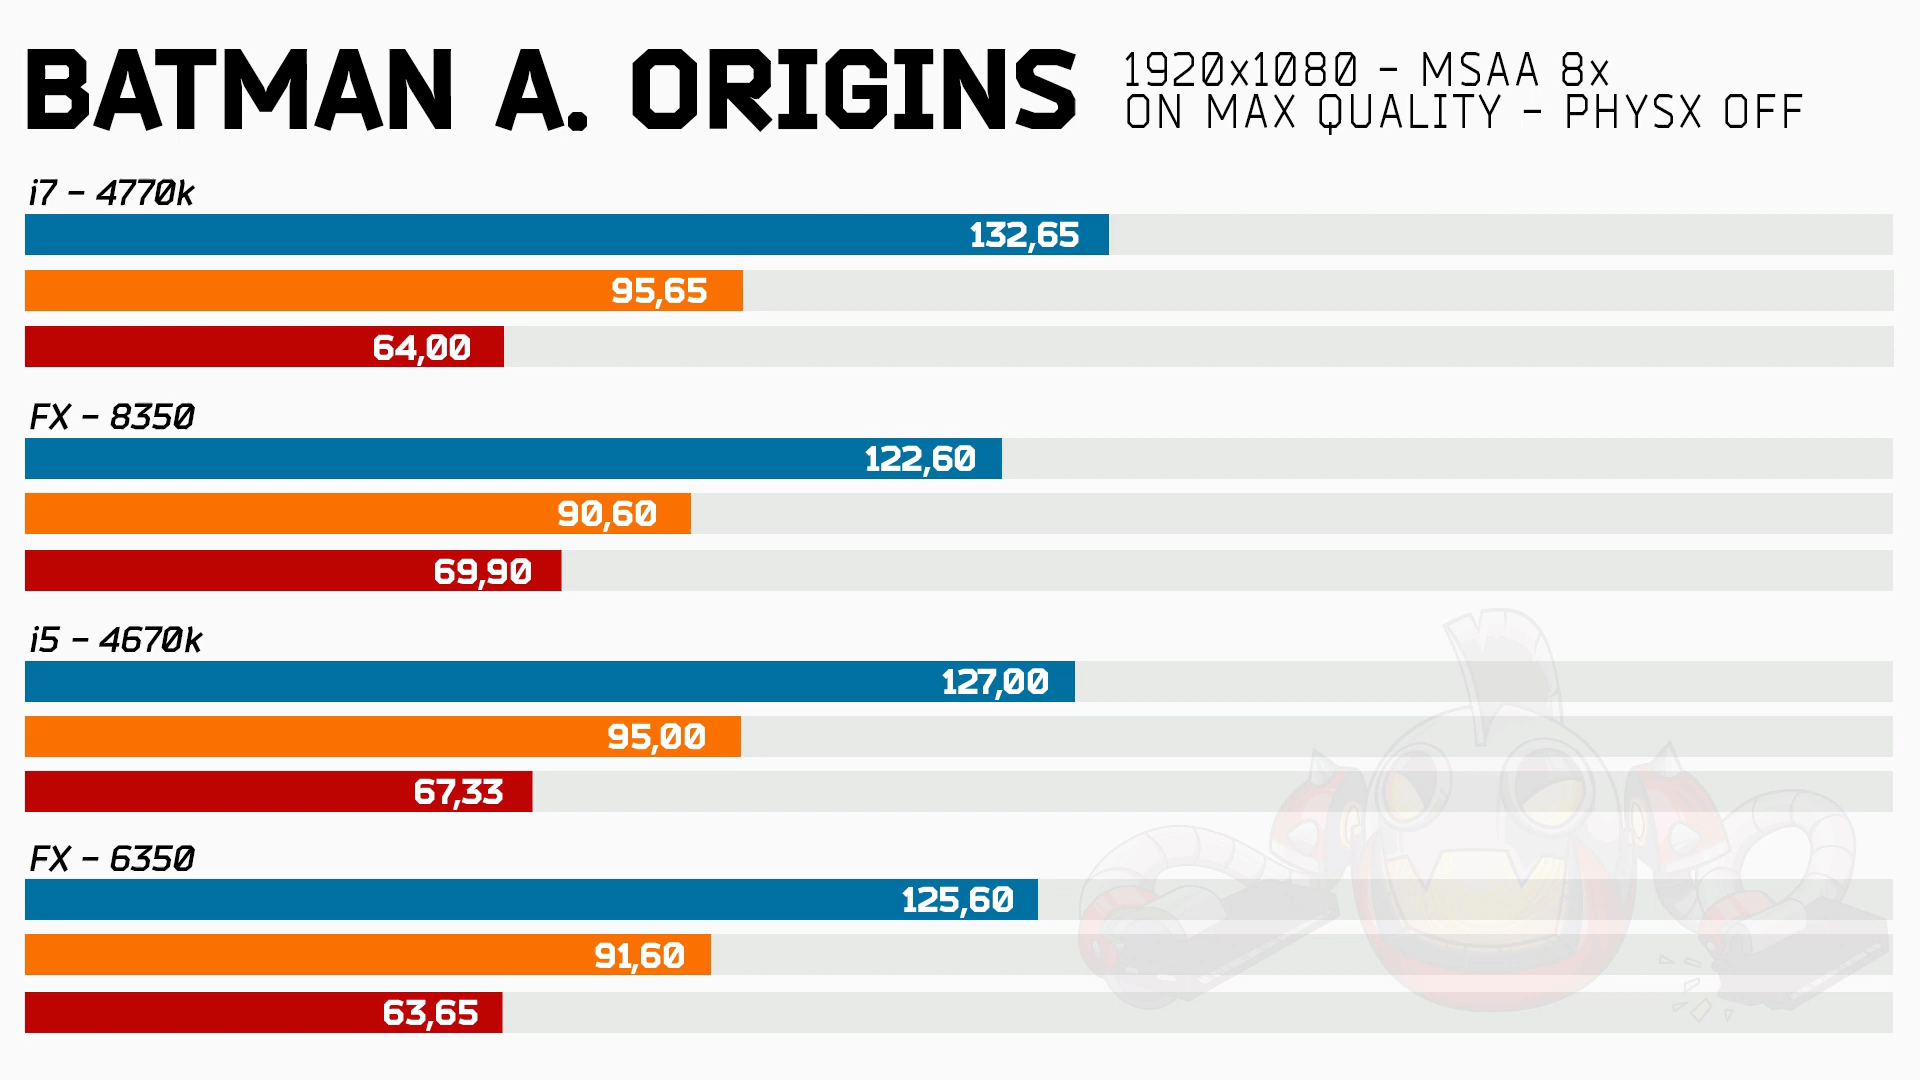 BATMAN A. ORIGINS
1920x1080 - MSAA 8x
ON MAX QUALITY - PHYSX OFF
i7 - 4770k
132,65
95,65
64,00
FX - 8350
122,60
90,60
69,90
i5 - 4670k
127,00
95,00
67,33
FX - 6350
125,60
91,60
63,65